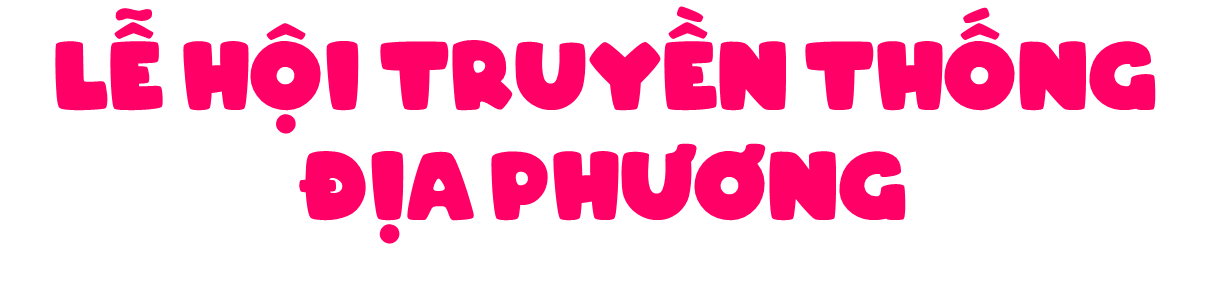 LỄ HỘI TRUYỀN THỐNG
ĐỊA PHƯƠNG